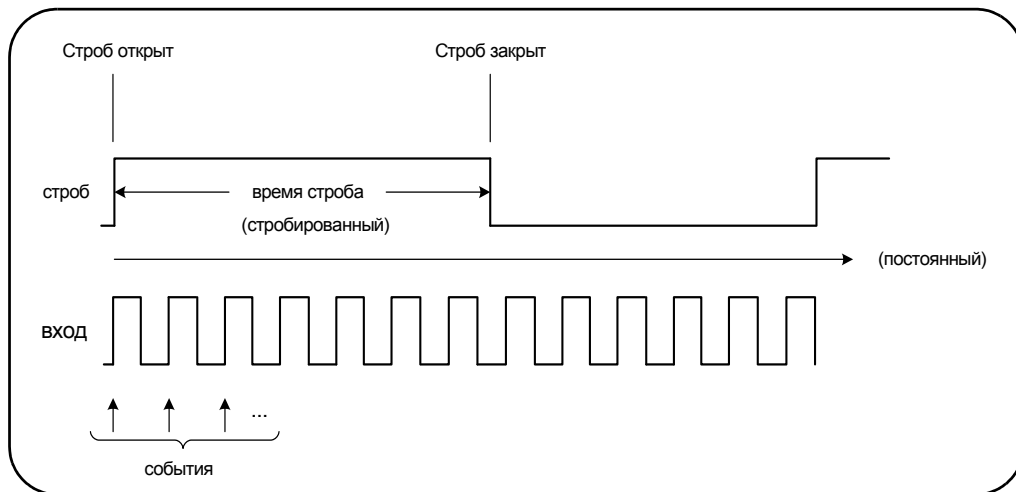 Строб открыт
Строб закрыт
строб
время строба
(стробированный)
(постоянный)
вход
...
события